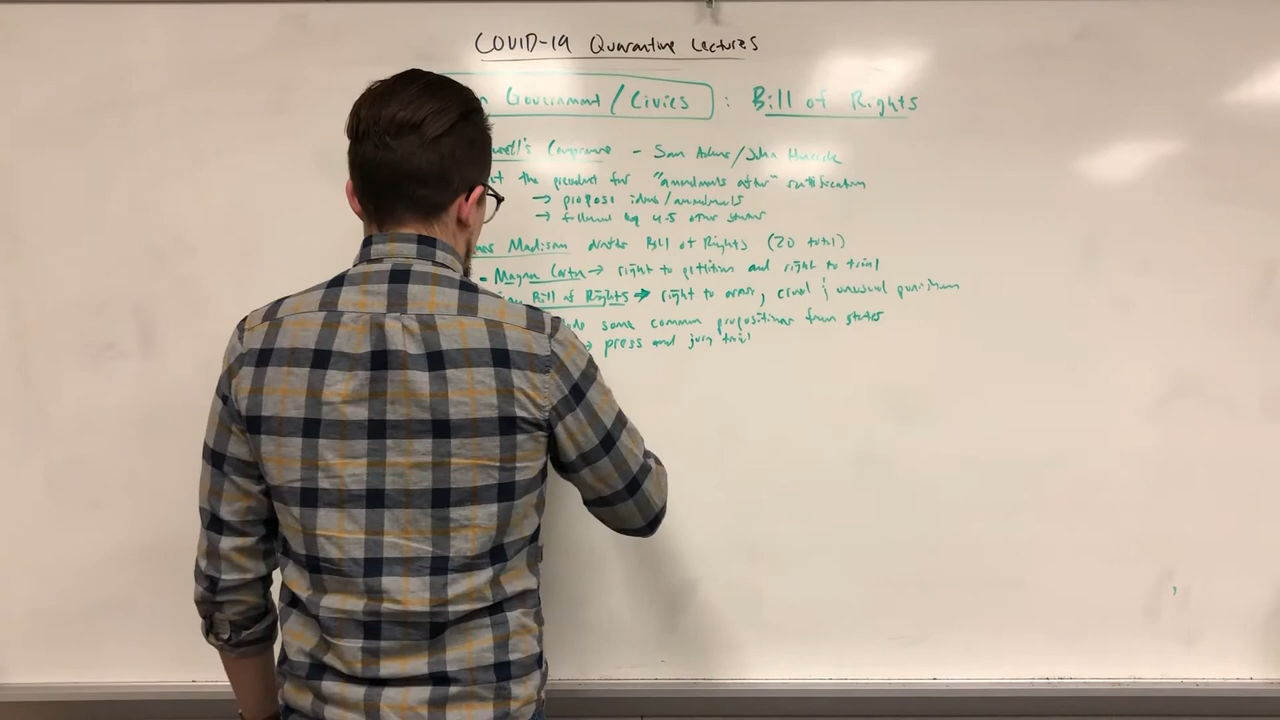 COVID-19 Quarantine Lectures
n Government/Civics : Bill of Rights
Compromise - Sam Adams/John Hancock
the precedent for "amendments after" ratification
→ propose ideas/amendments
→ followed by 4-5 other states
Madison drafts Bill of Rights (20 total)
- Magna Carta → right to petition and right to trial
Bill of Rights → right to arms, cruel & unusual punishmen
some common propositions from states
→ press and jury trial